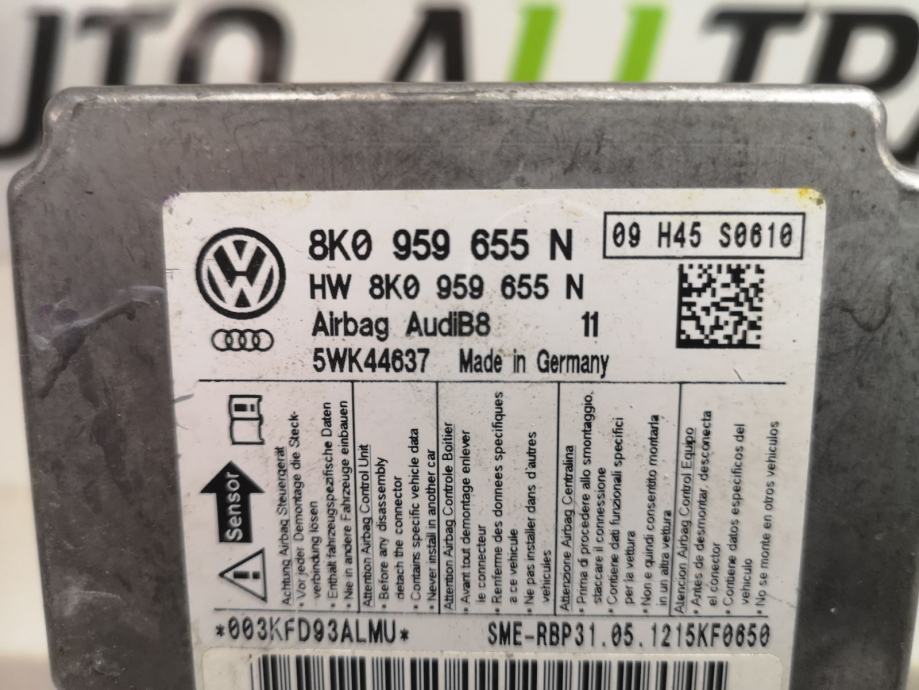 UTO ALLTRA
8K0 959 655 N
09 H45 S0610
HW 8K0 959 655 N
Airbag AudiB8 11
5WK44637 Made in Germany
Sensor
Achtung Airbag Steuergerät
• Vor jeder Demontage die Steck-
verbindung lösen
• Enthält fahrzeugspezifische Daten
• Nie in andere Fahrzeuge einbauen
Attention Airbag Control Unit
• Before any disassembly
detach the connector
• Contains specific vehicle data
• Never install in another car
Attention Airbag Controle Boitier
• Avant tout demontage enlever
le connecteur
• Renferme des donnees specifiques
a ce vehicule
• Ne pas installer dans d'autres
vehicules
Attenzione Airbag Centralina
• Prima di procedere allo smontaggio,
staccare il connessione
• Contiene dati funzionali specifici
per la vettura
• Non e quindi consentito montarla
in un altra vettura
Atencion Airbag Control Equipo
• Antes de desmontar, desconecta
el conector
• Contiene datos especificos del
vehiculo
• No se monte en otros vehiculos
*003KFD93ALMU* SME-RBP31.05.1215KF0650